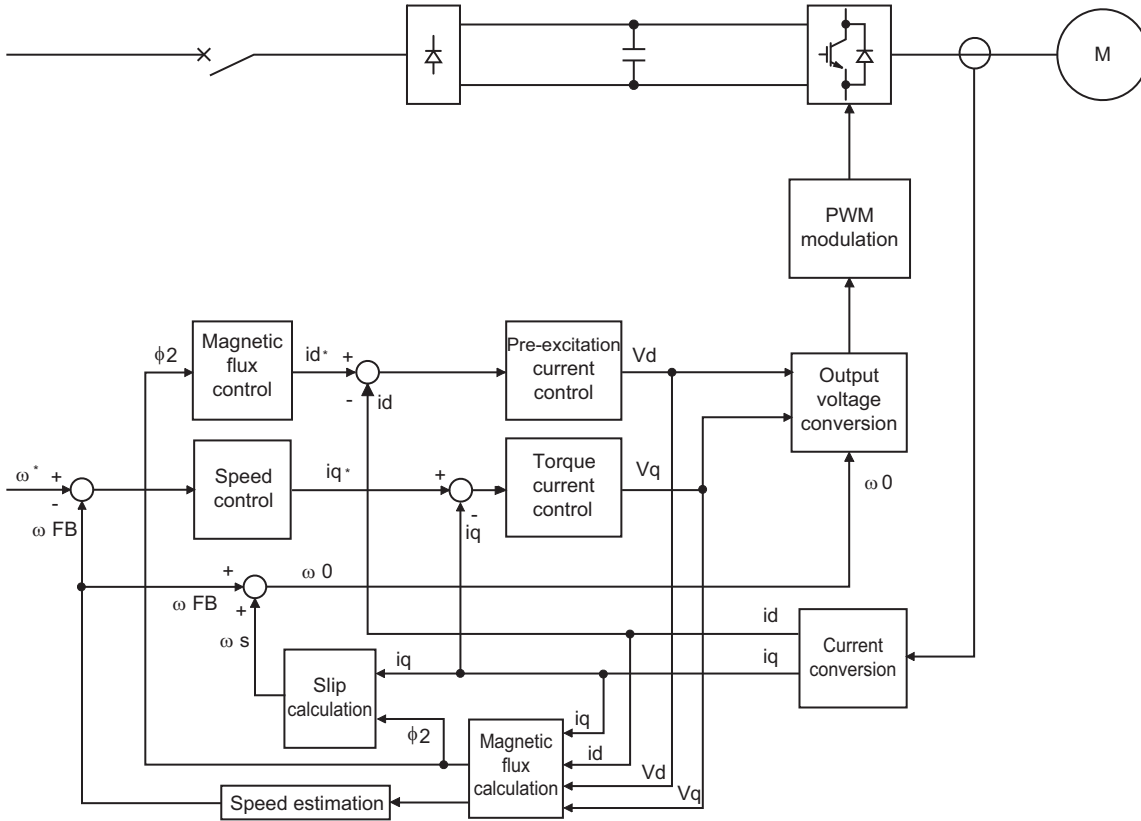 M
PWM
modulation
Magnetic
flux
control
ϕ2
id*
+
-
id
Pre-excitation
current
control
Vd
Output
voltage
conversion
ω*
+
-
ω FB
Speed
control
iq*
+
-
iq
Torque
current
control
Vq
ω 0
+
ω FB
+
ω 0
ω s
id
iq
Current
conversion
iq
Slip
calculation
ϕ2
iq
id
Vd
Vq
Magnetic
flux
calculation
Speed estimation